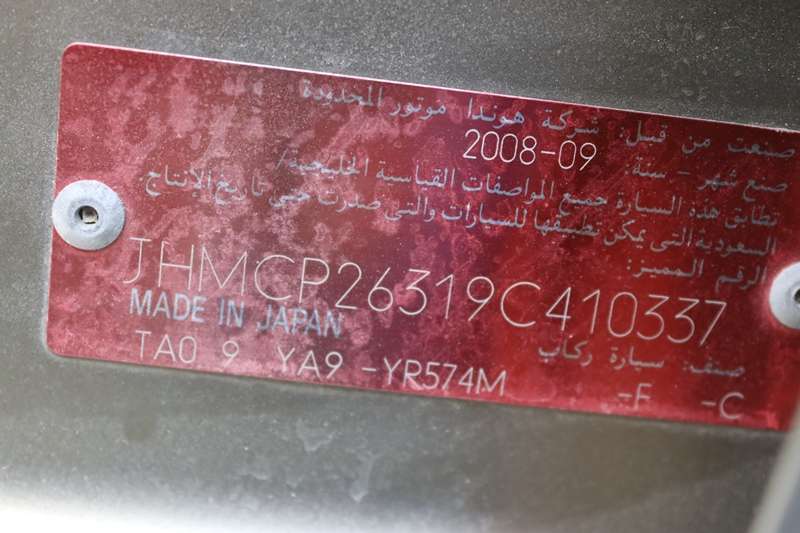 صنعت من قبل: شركة هوندا موتور المحدودة
صنع شهر - سنة: 2008-09
تطابق هذه السيارة جميع المواصفات القياسية الخليجية/
السعودية التى يمكن تطبيقها للسيارات والتى صدرت حتى تاريخ الإنتاج
الرقم المميز:
JHMCP26319C410337
MADE IN JAPAN
صنف: سيارة ركاب
TA0 9 YA9 -YR574M -F -C